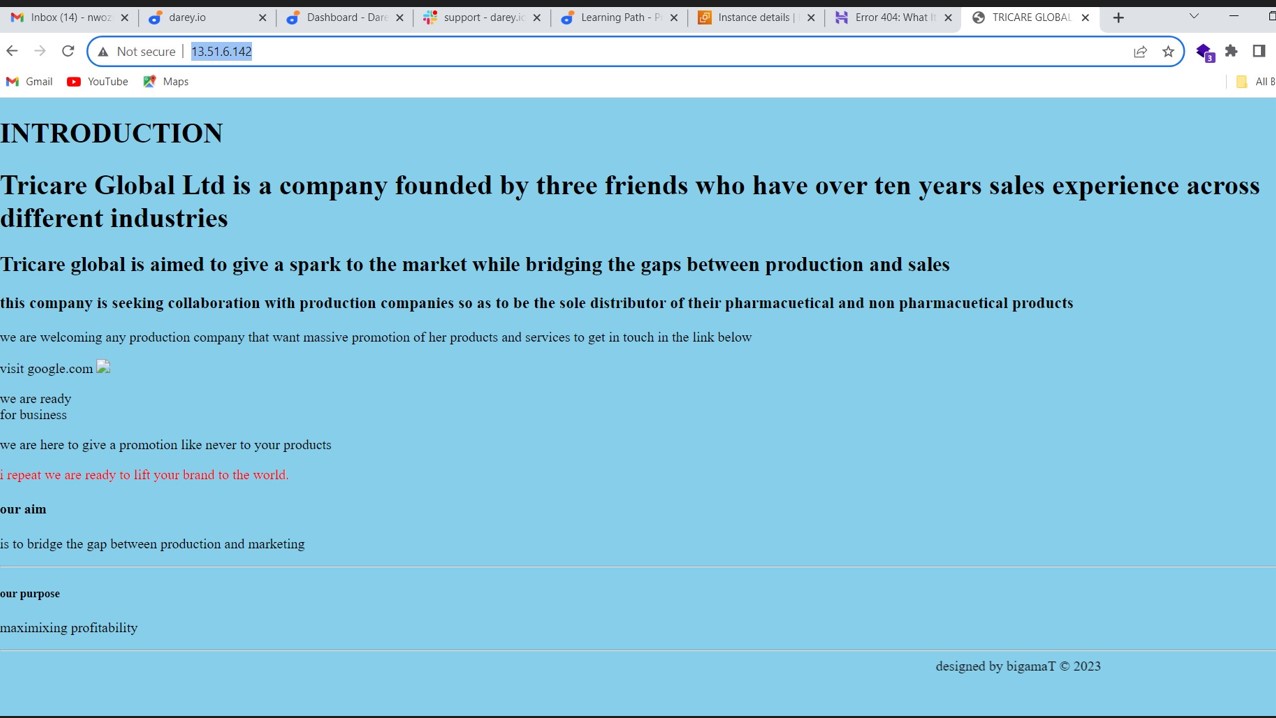 Inbox (14) - nwoz
darey.io
Dashboard - Dare
support - darey.io
Learning Path - P
Instance details |
Error 404: What I
TRICARE GLOBAL
Not secure | 13.51.6.142
3
Gmail YouTube Maps All B
INTRODUCTION
Tricare Global Ltd is a company founded by three friends who have over ten years sales experience across
different industries
Tricare global is aimed to give a spark to the market while bridging the gaps between production and sales
this company is seeking collaboration with production companies so as to be the sole distributor of their pharmacuetical and non pharmacuetical products
we are welcoming any production company that want massive promotion of her products and services to get in touch in the link below
visit google.com
we are ready
for business
we are here to give a promotion like never to your products
i repeat we are ready to lift your brand to the world.
our aim
is to bridge the gap between production and marketing
our purpose
maximixing profitability
designed by bigamaT © 2023